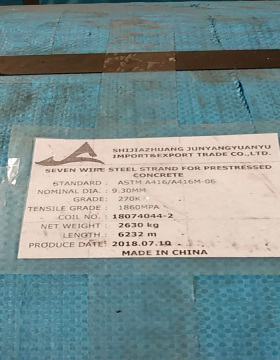 SHIJIAZHUANG JUNYANGYUANYU
IMPORT&EXPORT TRADE CO.,LTD.
SEVEN WIRE STEEL STRAND FOR PRESTRESSED
CONCRETE
STANDARD : ASTM A416/A416M-06
NOMINAL DIA. : 9.30MM
GRADE: 270K
TENSILE GRADE : 1860MPA
COIL NO. : 18074044-2
NET WEIGHT : 2630 kg
LENGTH. : 6232 m
PRODUCE DATE: 2018.07.10
MADE IN CHINA